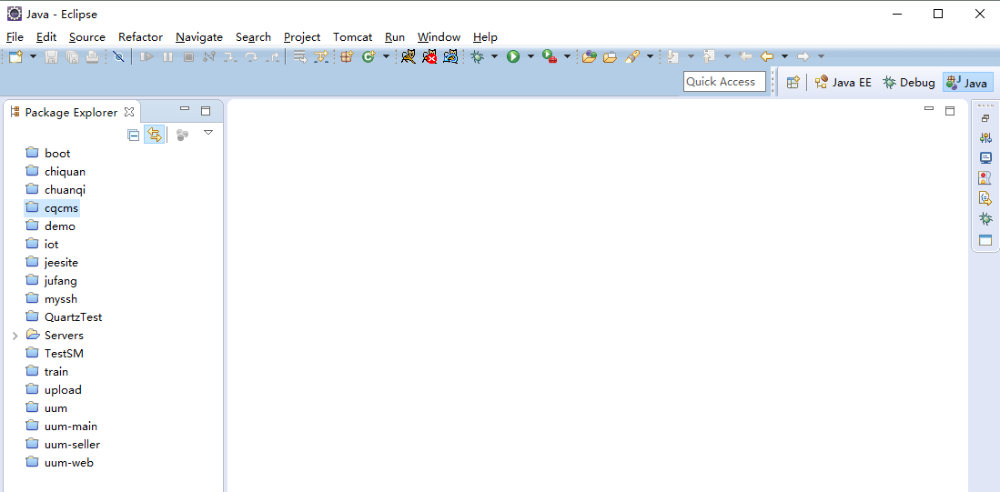 Java - Eclipse
File Edit Source Refactor Navigate Search Project Tomcat Run Window Help
Quick Access Java EE Debug Java
Package Explorer
boot
chiquan
chuanqi
cqcms
demo
iot
jeesite
jufang
myssh
QuartzTest
Servers
TestSM
train
upload
uum
uum-main
uum-seller
uum-web